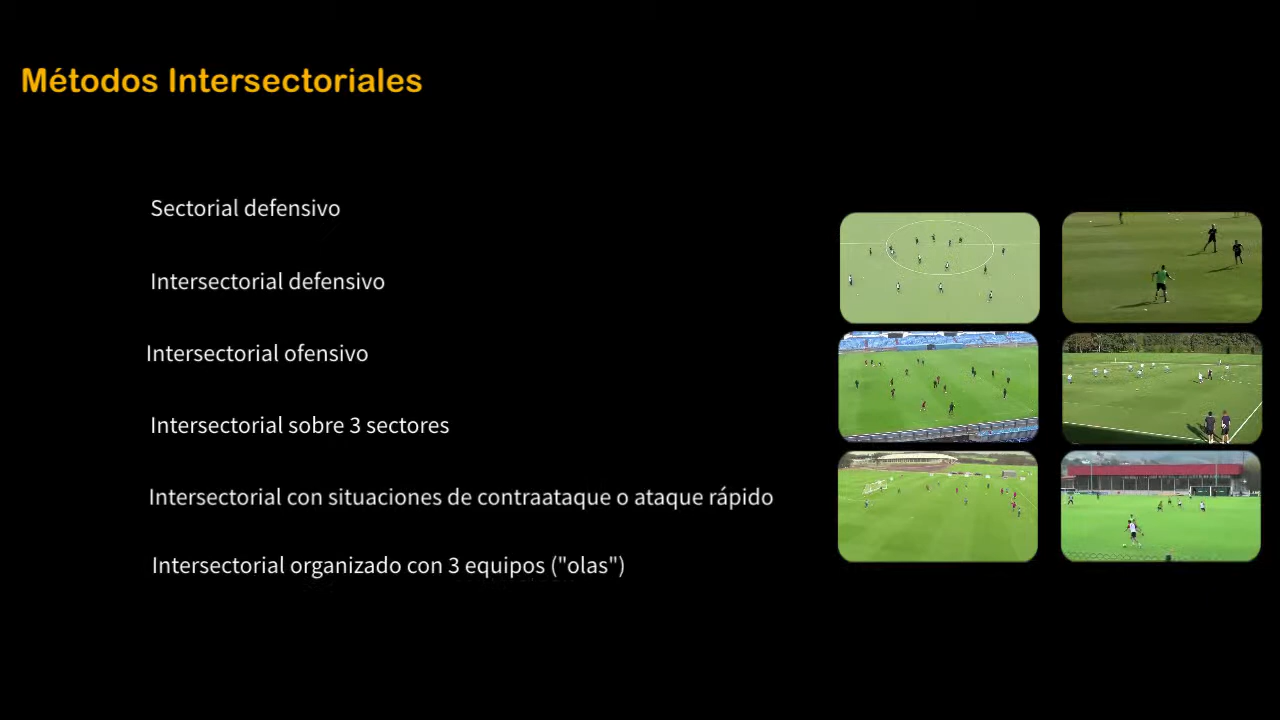 Métodos Intersectoriales
Sectorial defensivo
Intersectorial defensivo
Intersectorial ofensivo
Intersectorial sobre 3 sectores
Intersectorial con situaciones de contraataque o ataque rápido
Intersectorial organizado con 3 equipos ("olas")